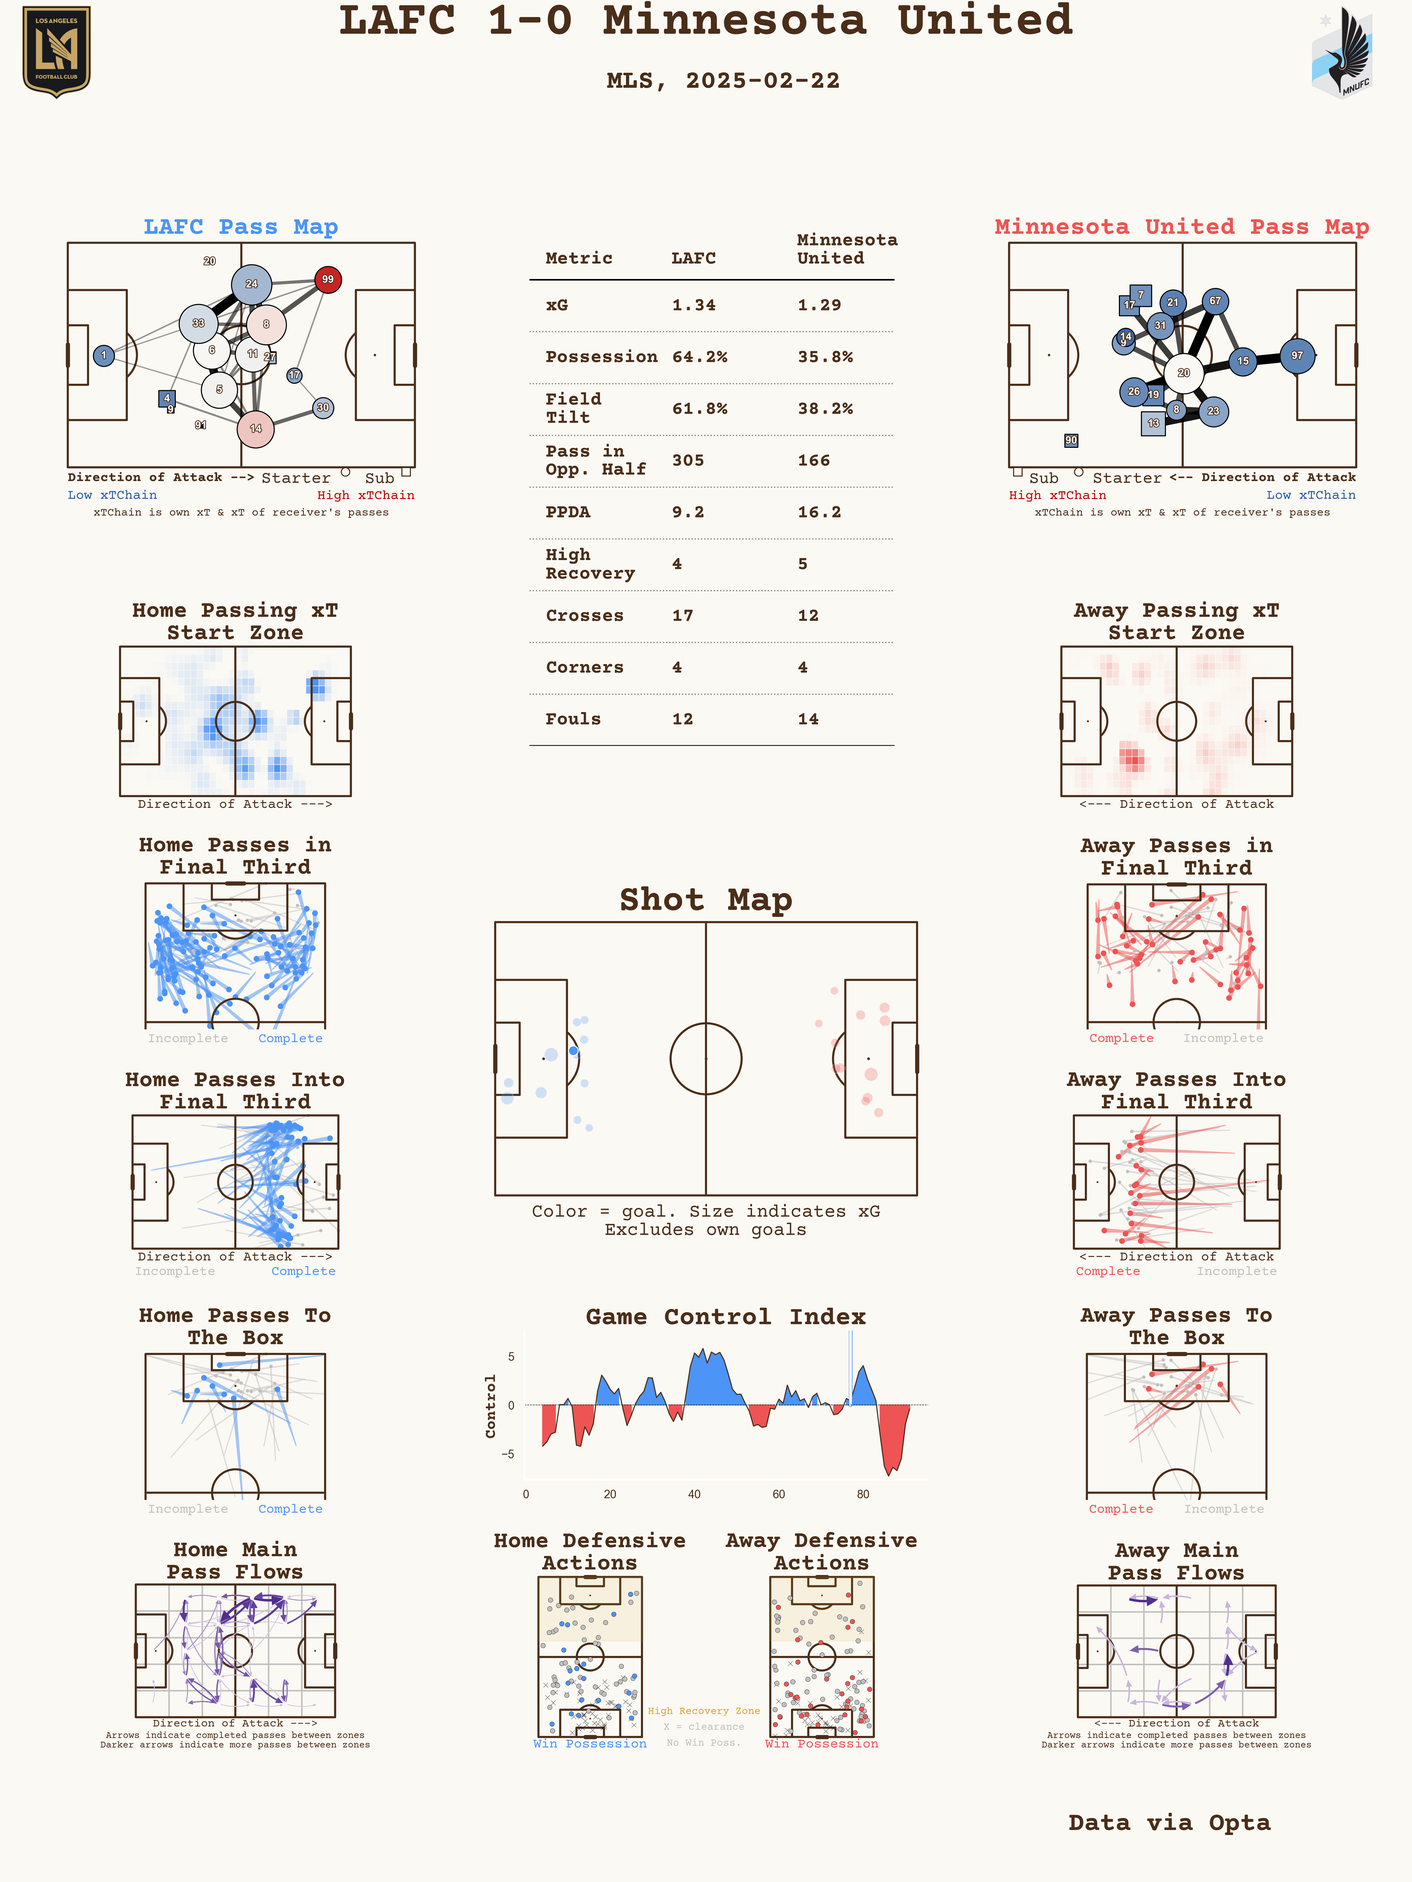 LAFC 1-0 Minnesota United
MLS, 2025-02-22
LOS ANGELES
FOOTBALL CLUB
MNUFC
LAFC Pass Map
20
24
99
33
8
6
11
27
1
17
5
4
9
30
91
14
Direction of Attack --> Starter Sub
Low xTChain High xTChain
xTChain is own xT & xT of receiver's passes
Metric LAFC Minnesota United
xG 1.34 1.29
Possession 64.2% 35.8%
Field Tilt 61.8% 38.2%
Pass in Opp. Half 305 166
PPDA 9.2 16.2
High Recovery 4 5
Crosses 17 12
Corners 4 4
Fouls 12 14
Minnesota United Pass Map
7
17
21
67
31
14
9
15
97
20
26
19
8
23
13
90
Sub Starter <-- Direction of Attack
High xTChain Low xTChain
xTChain is own xT & xT of receiver's passes
Home Passing xT
Start Zone
Direction of Attack --->
Away Passing xT
Start Zone
<--- Direction of Attack
Home Passes in
Final Third
Incomplete Complete
Away Passes in
Final Third
Complete Incomplete
Shot Map
Color = goal. Size indicates xG
Excludes own goals
Home Passes Into
Final Third
Direction of Attack --->
Incomplete Complete
Away Passes Into
Final Third
<--- Direction of Attack
Complete Incomplete
Home Passes To
The Box
Incomplete Complete
Game Control Index
Control
5
0
−5
0 20 40 60 80
Away Passes To
The Box
Complete Incomplete
Home Main
Pass Flows
Direction of Attack --->
Arrows indicate completed passes between zones
Darker arrows indicate more passes between zones
Home Defensive
Actions
Win Possession
High Recovery Zone
X = clearance
No Win Poss.
Away Defensive
Actions
Win Possession
Away Main
Pass Flows
<--- Direction of Attack
Arrows indicate completed passes between zones
Darker arrows indicate more passes between zones
Data via Opta